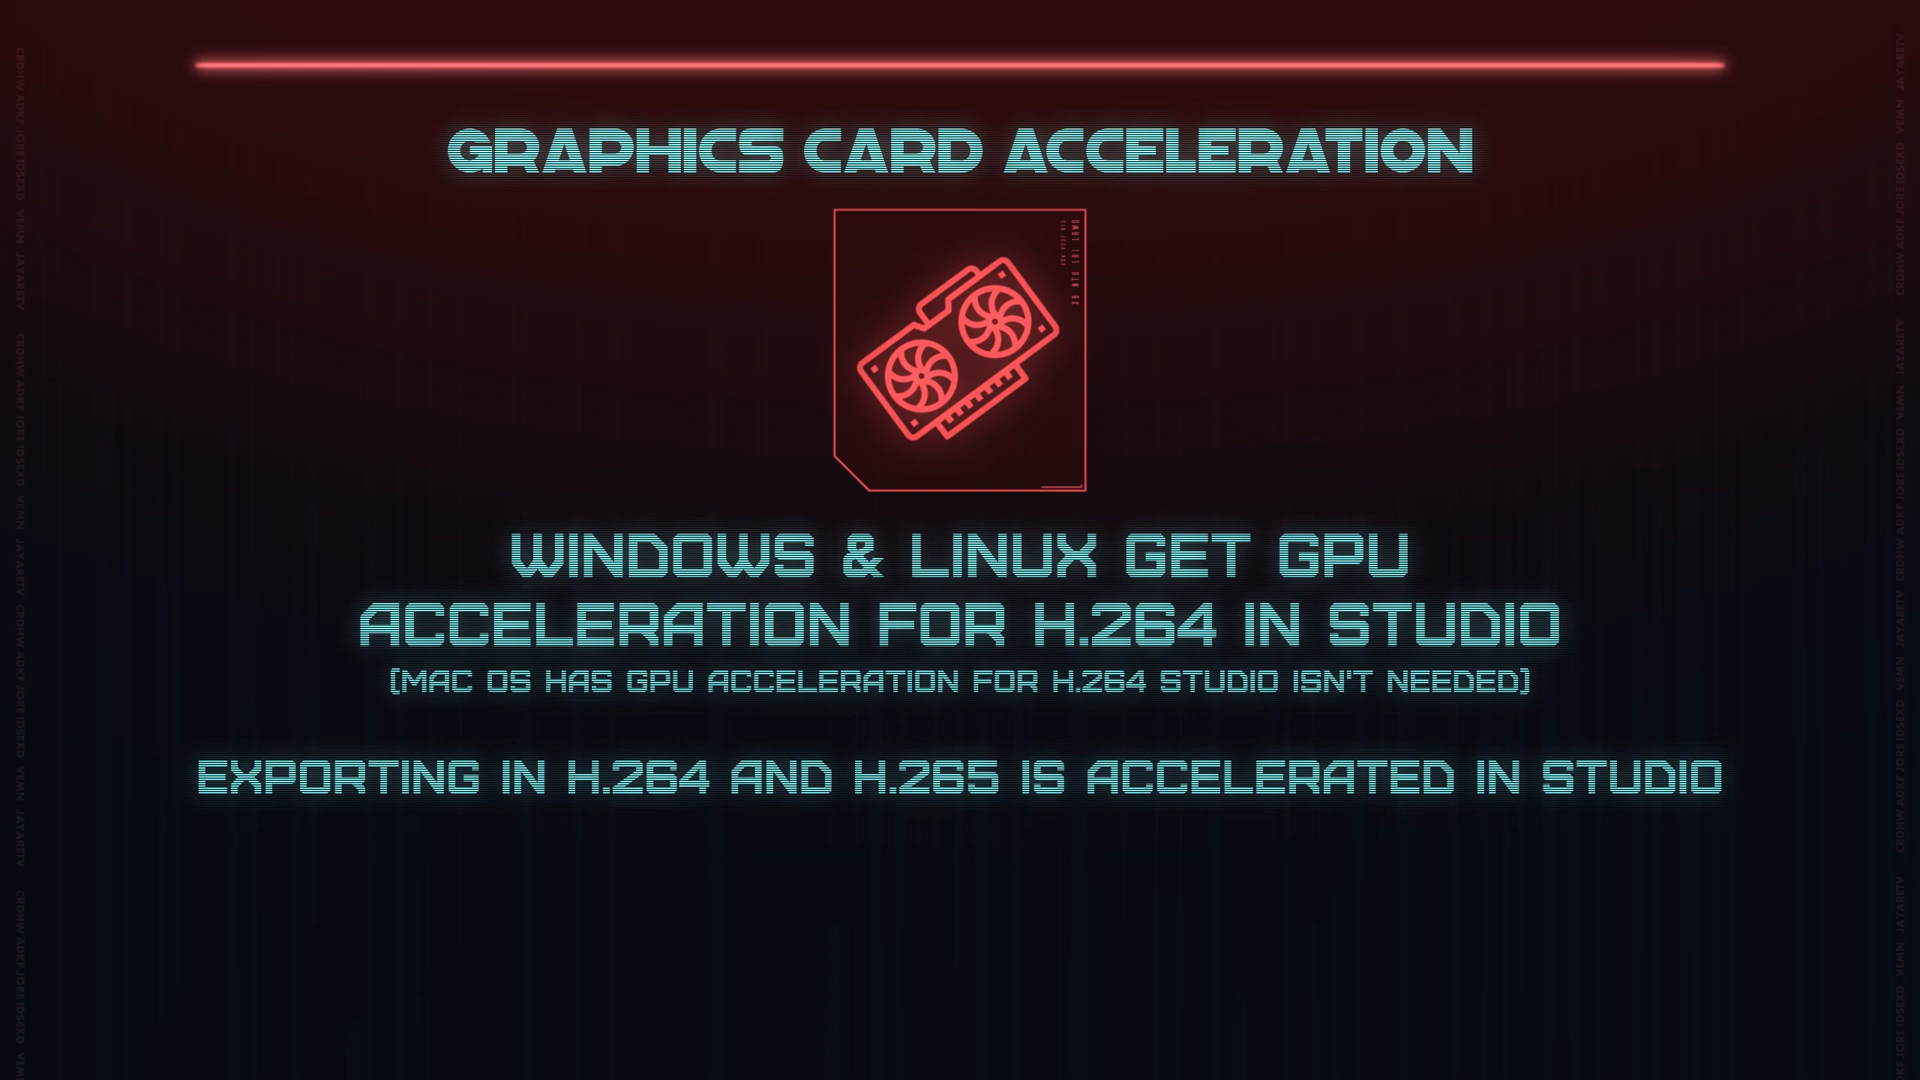 GRAPHICS CARD ACCELERATION
WINDOWS & LINUX GET GPU
ACCELERATION FOR H.264 IN STUDIO
[MAC OS HAS GPU ACCELERATION FOR H.264 STUDIO ISN'T NEEDED]
EXPORTING IN H.264 AND H.265 IS ACCELERATED IN STUDIO